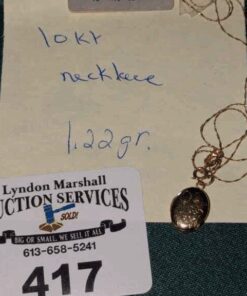 10kt
necklace
1.22gr.
Lyndon Marshall
UCTION SERVICES
SOLD!
BIG OR SMALL, WE SELL IT ALL
613-658-5241
417